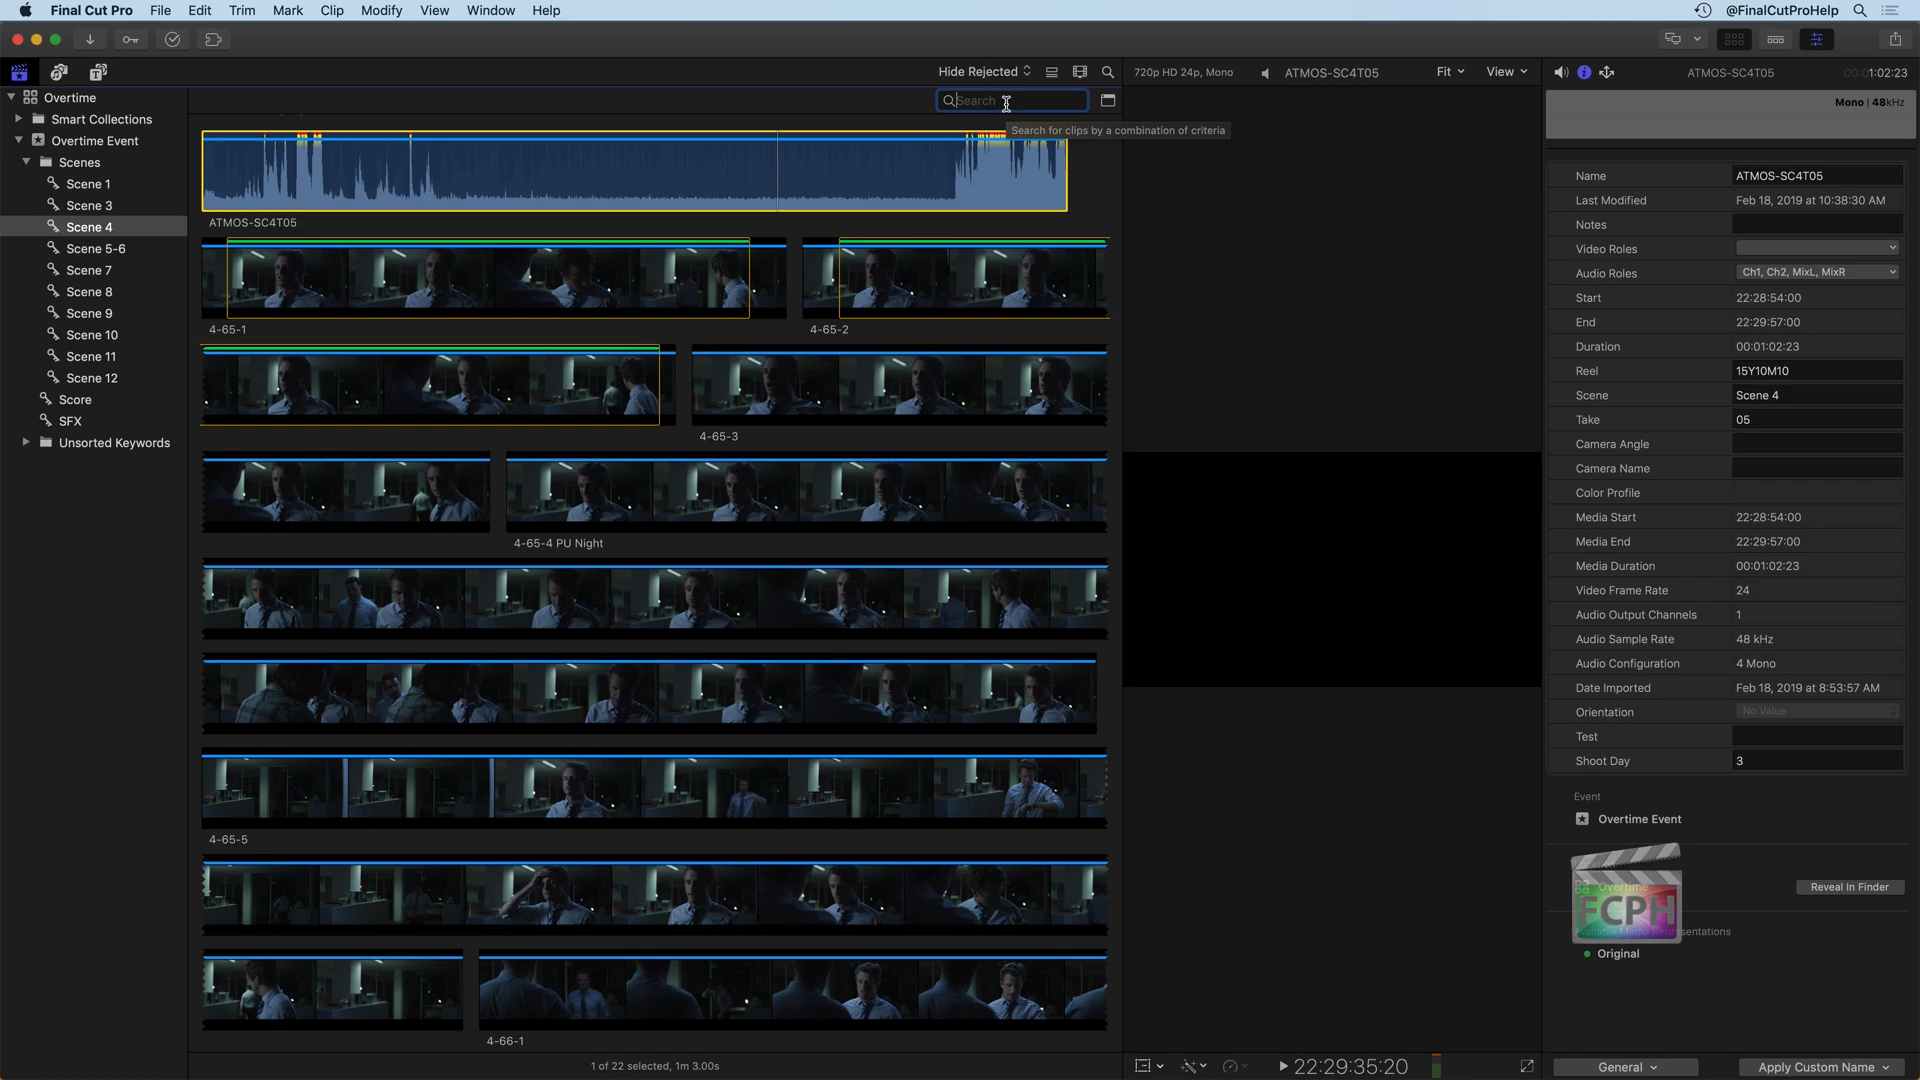 Final Cut Pro File Edit Trim Mark Clip Modify View Window Help @FinalCutProHelp
Hide Rejected 720p HD 24p, Mono ATMOS-SC4T05 Fit View ATMOS-SC4T05 00:01:02:23
Search
Search for clips by a combination of criteria
Mono | 48kHz
Overtime
Smart Collections
Overtime Event
Scenes
Scene 1
Scene 3
Scene 4
Scene 5-6
Scene 7
Scene 8
Scene 9
Scene 10
Scene 11
Scene 12
Score
SFX
Unsorted Keywords
ATMOS-SC4T05
4-65-1 4-65-2
4-65-3
4-65-4 PU Night
4-65-5
4-66-1
1 of 22 selected, 1m 3.00s
22:29:35:20
Name ATMOS-SC4T05
Last Modified Feb 18, 2019 at 10:38:30 AM
Notes
Video Roles
Audio Roles Ch1, Ch2, MixL, MixR
Start 22:28:54:00
End 22:29:57:00
Duration 00:01:02:23
Reel 15Y10M10
Scene Scene 4
Take 05
Camera Angle
Camera Name
Color Profile
Media Start 22:28:54:00
Media End 22:29:57:00
Media Duration 00:01:02:23
Video Frame Rate 24
Audio Output Channels 1
Audio Sample Rate 48 kHz
Audio Configuration 4 Mono
Date Imported Feb 18, 2019 at 8:53:57 AM
Orientation No Value
Test
Shoot Day 3
Event
Overtime Event
Overtime Reveal In Finder
FCPH
Available Media Representations
Original
General Apply Custom Name